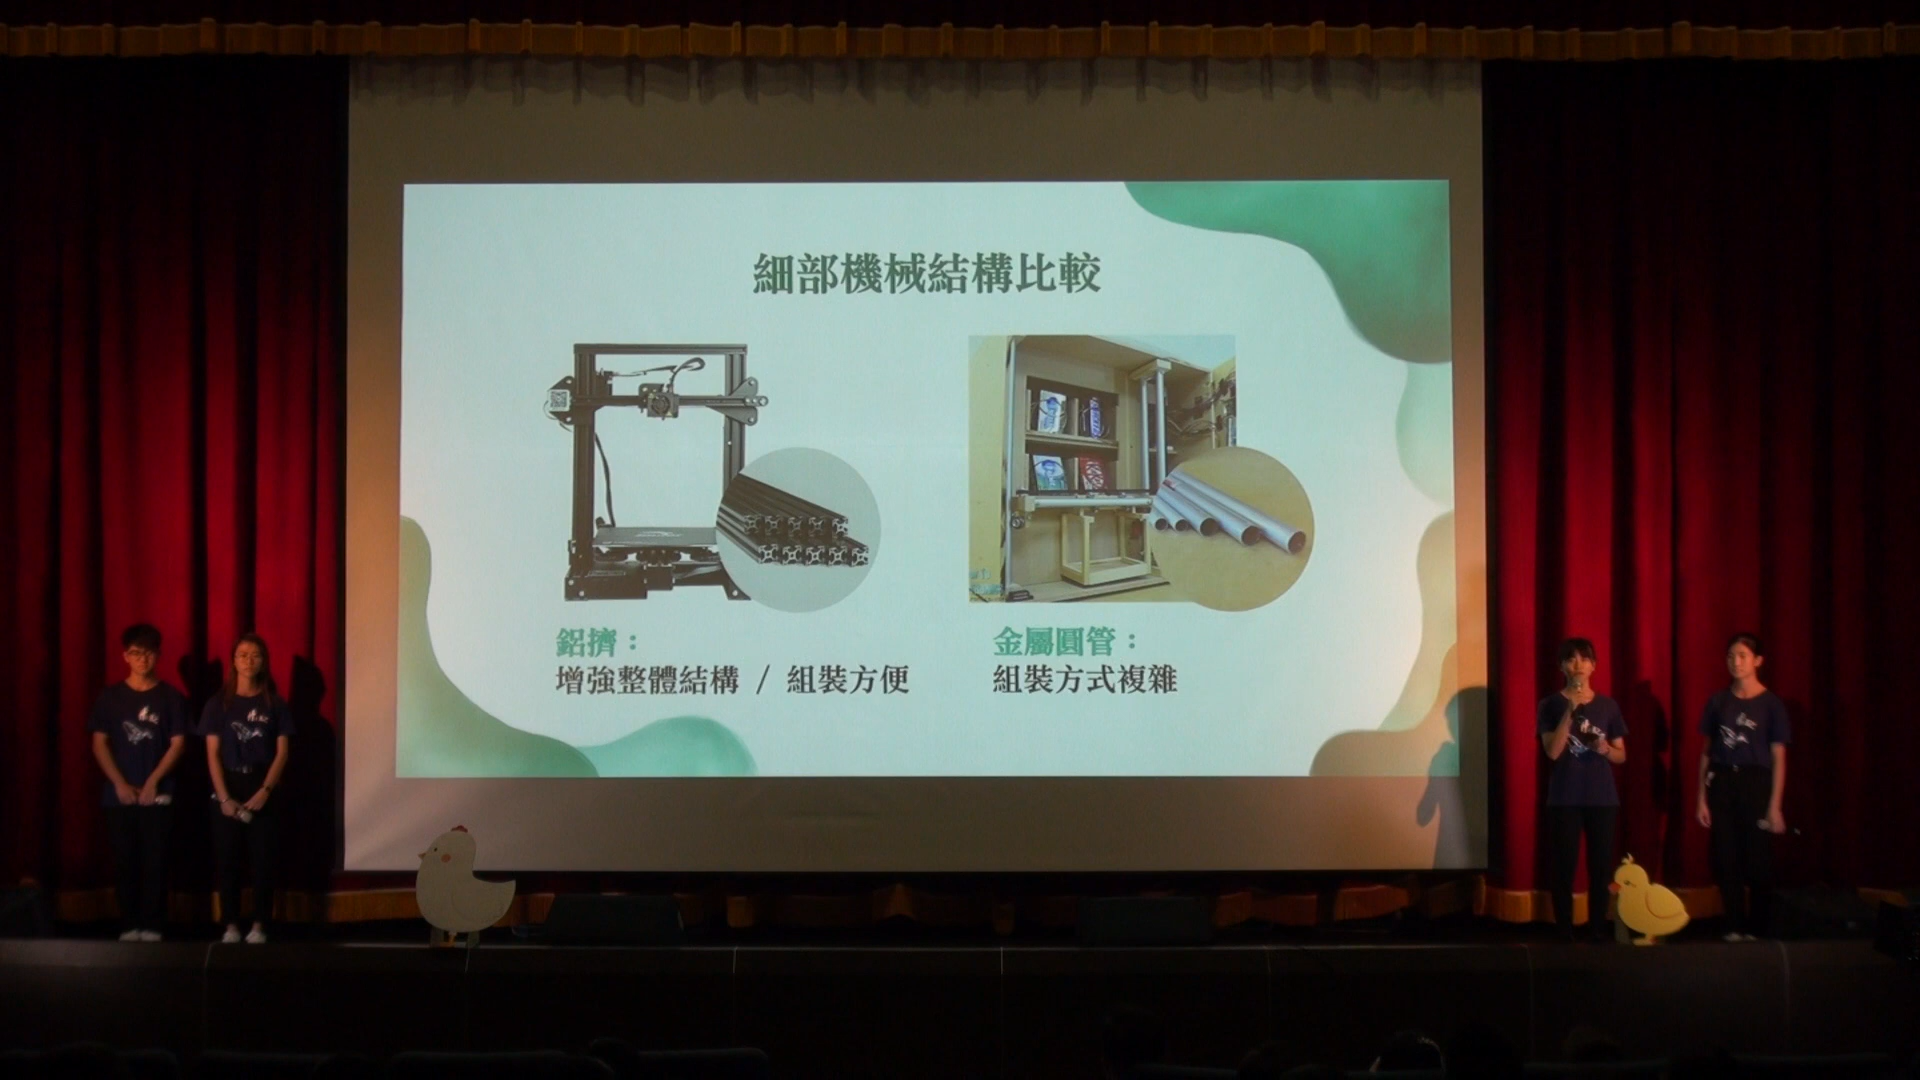 細部機械結構比較
鋁擠：
增強整體結構 / 組裝方便
金屬圓管：
組裝方式複雜